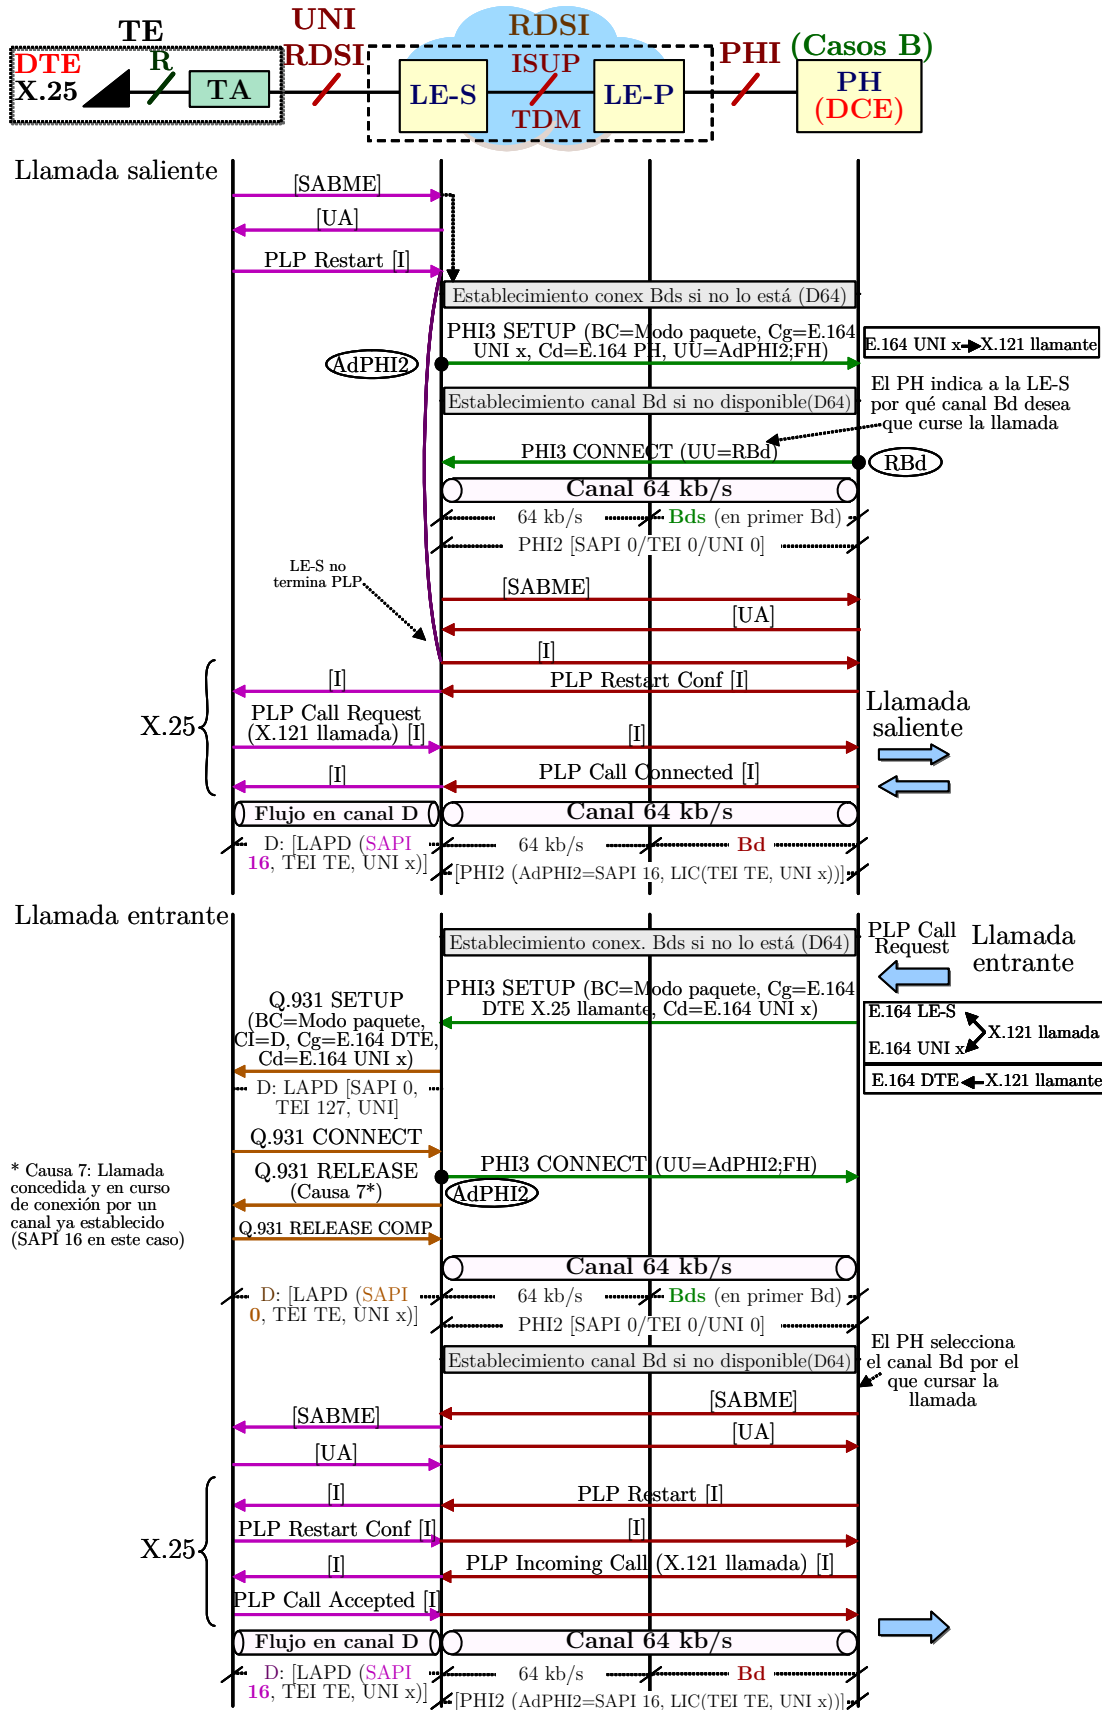 TE
UNI
RDSI
RDSI
PHI
(Casos B)
DTE
X.25
R
TA
LE-S
ISUP
TDM
LE-P
PH
(DCE)
Llamada saliente
[SABME]
[UA]
PLP Restart [I]
Establecimiento conex Bds si no lo está (D64)
PHI3 SETUP (BC=Modo paquete, Cg=E.164
UNI x, Cd=E.164 PH, UU=AdPHI2;FH)
E.164 UNI x X.121 llamante
AdPHI2
Establecimiento canal Bd si no disponible(D64)
El PH indica a la LE-S
por qué canal Bd desea
que curse la llamada
PHI3 CONNECT (UU=RBd)
RBd
Canal 64 kb/s
64 kb/s
Bds (en primer Bd)
PHI2 [SAPI 0/TEI 0/UNI 0]
LE-S no
termina PLP
[SABME]
[UA]
[I]
[I]
PLP Restart Conf [I]
X.25
PLP Call Request
(X.121 llamada) [I]
[I]
Llamada
saliente
[I]
PLP Call Connected [I]
Flujo en canal D
Canal 64 kb/s
D: [LAPD (SAPI
16, TEI TE, UNI x)]
64 kb/s
Bd
[PHI2 (AdPHI2=SAPI 16, LIC(TEI TE, UNI x))]
Llamada entrante
Establecimiento conex. Bds si no lo está (D64)
PLP Call
Request
Llamada
entrante
PHI3 SETUP (BC=Modo paquete, Cg=E.164
DTE X.25 llamante, Cd=E.164 UNI x)
Q.931 SETUP
(BC=Modo paquete,
CI=D, Cg=E.164 DTE,
Cd=E.164 UNI x)
E.164 LE-S
X.121 llamada
E.164 UNI x
E.164 DTE X.121 llamante
D: LAPD [SAPI 0,
TEI 127, UNI]
Q.931 CONNECT
* Causa 7: Llamada
concedida y en curso
de conexión por un
canal ya establecido
(SAPI 16 en este caso)
Q.931 RELEASE
(Causa 7*)
PHI3 CONNECT (UU=AdPHI2;FH)
AdPHI2
Q.931 RELEASE COMP
Canal 64 kb/s
D: [LAPD (SAPI
0, TEI TE, UNI x)]
64 kb/s
Bds (en primer Bd)
PHI2 [SAPI 0/TEI 0/UNI 0]
Establecimiento canal Bd si no disponible(D64)
El PH selecciona
el canal Bd por el
que cursar la
llamada
[SABME]
[SABME]
[UA]
[UA]
X.25
[I]
PLP Restart [I]
PLP Restart Conf [I]
[I]
[I]
PLP Incoming Call (X.121 llamada) [I]
PLP Call Accepted [I]
Flujo en canal D
Canal 64 kb/s
D: [LAPD (SAPI
16, TEI TE, UNI x)]
64 kb/s
Bd
[PHI2 (AdPHI2=SAPI 16, LIC(TEI TE, UNI x))]